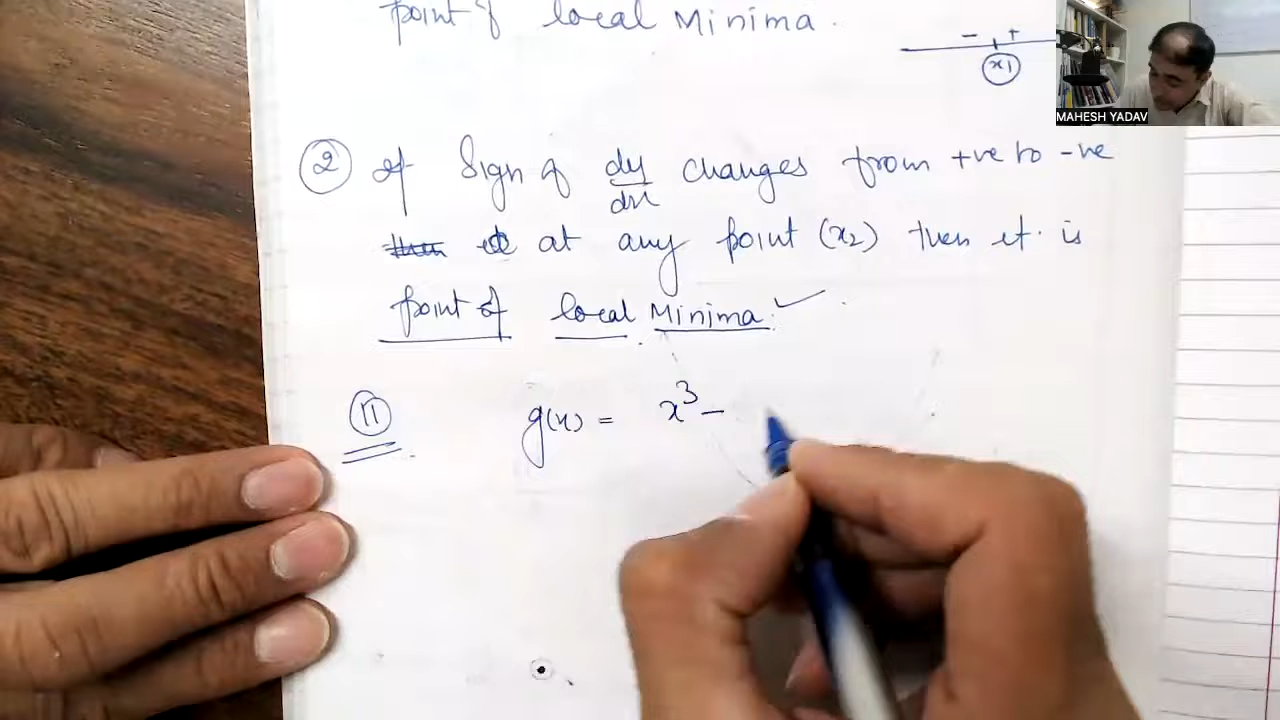 point of local Minima.
- +
x1
MAHESH YADAV
② If Sign of dy/dx changes from +ve to -ve
at any point (x2) then it is
point of local Minima.
⑪ g(x) = x³ -